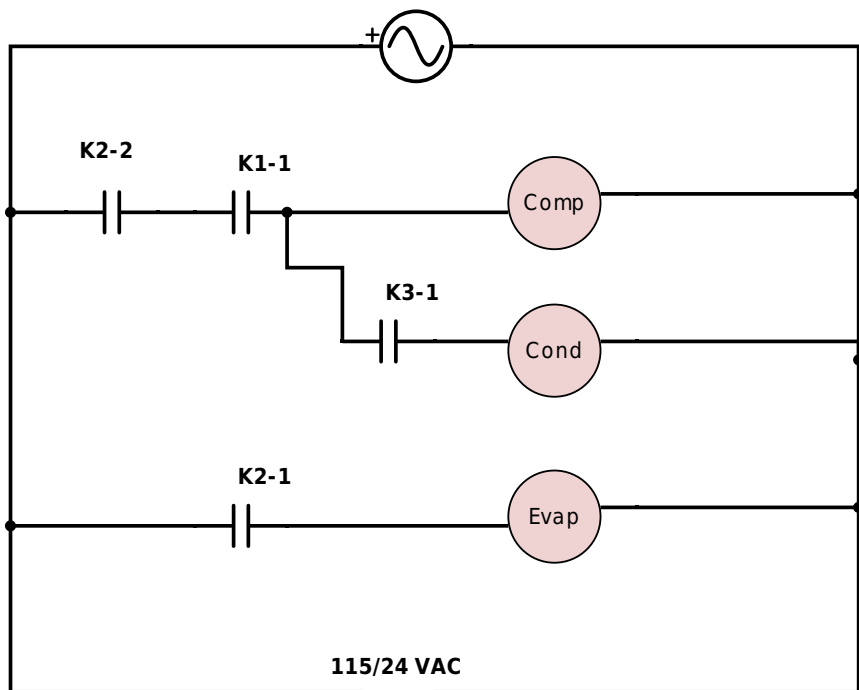 +
K2-2
K1-1
Comp
K3-1
Cond
K2-1
Evap
115/24 VAC